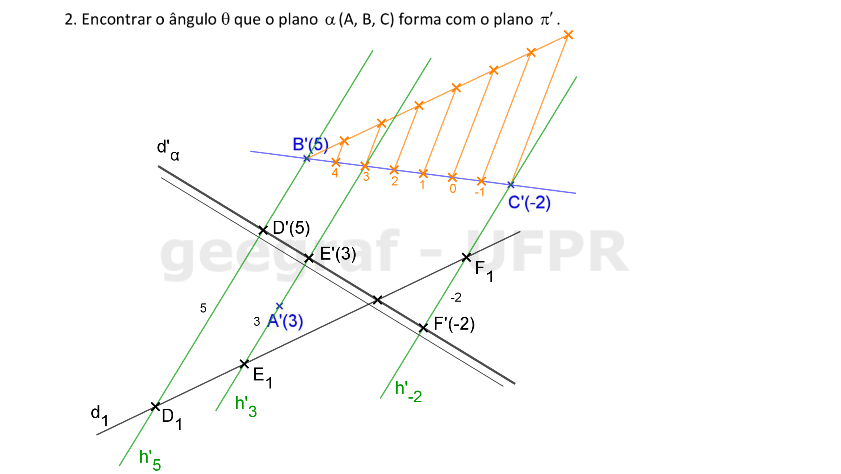 2. Encontrar o ângulo θ que o plano α (A, B, C) forma com o plano π′ .
d'α
B'(5)
4
3
2
1
0
-1
C'(-2)
D'(5)
E'(3)
geegraf - UFPR
F1
5
-2
3
A'(3)
F'(-2)
E1
h'-2
d1
D1
h'3
h'5